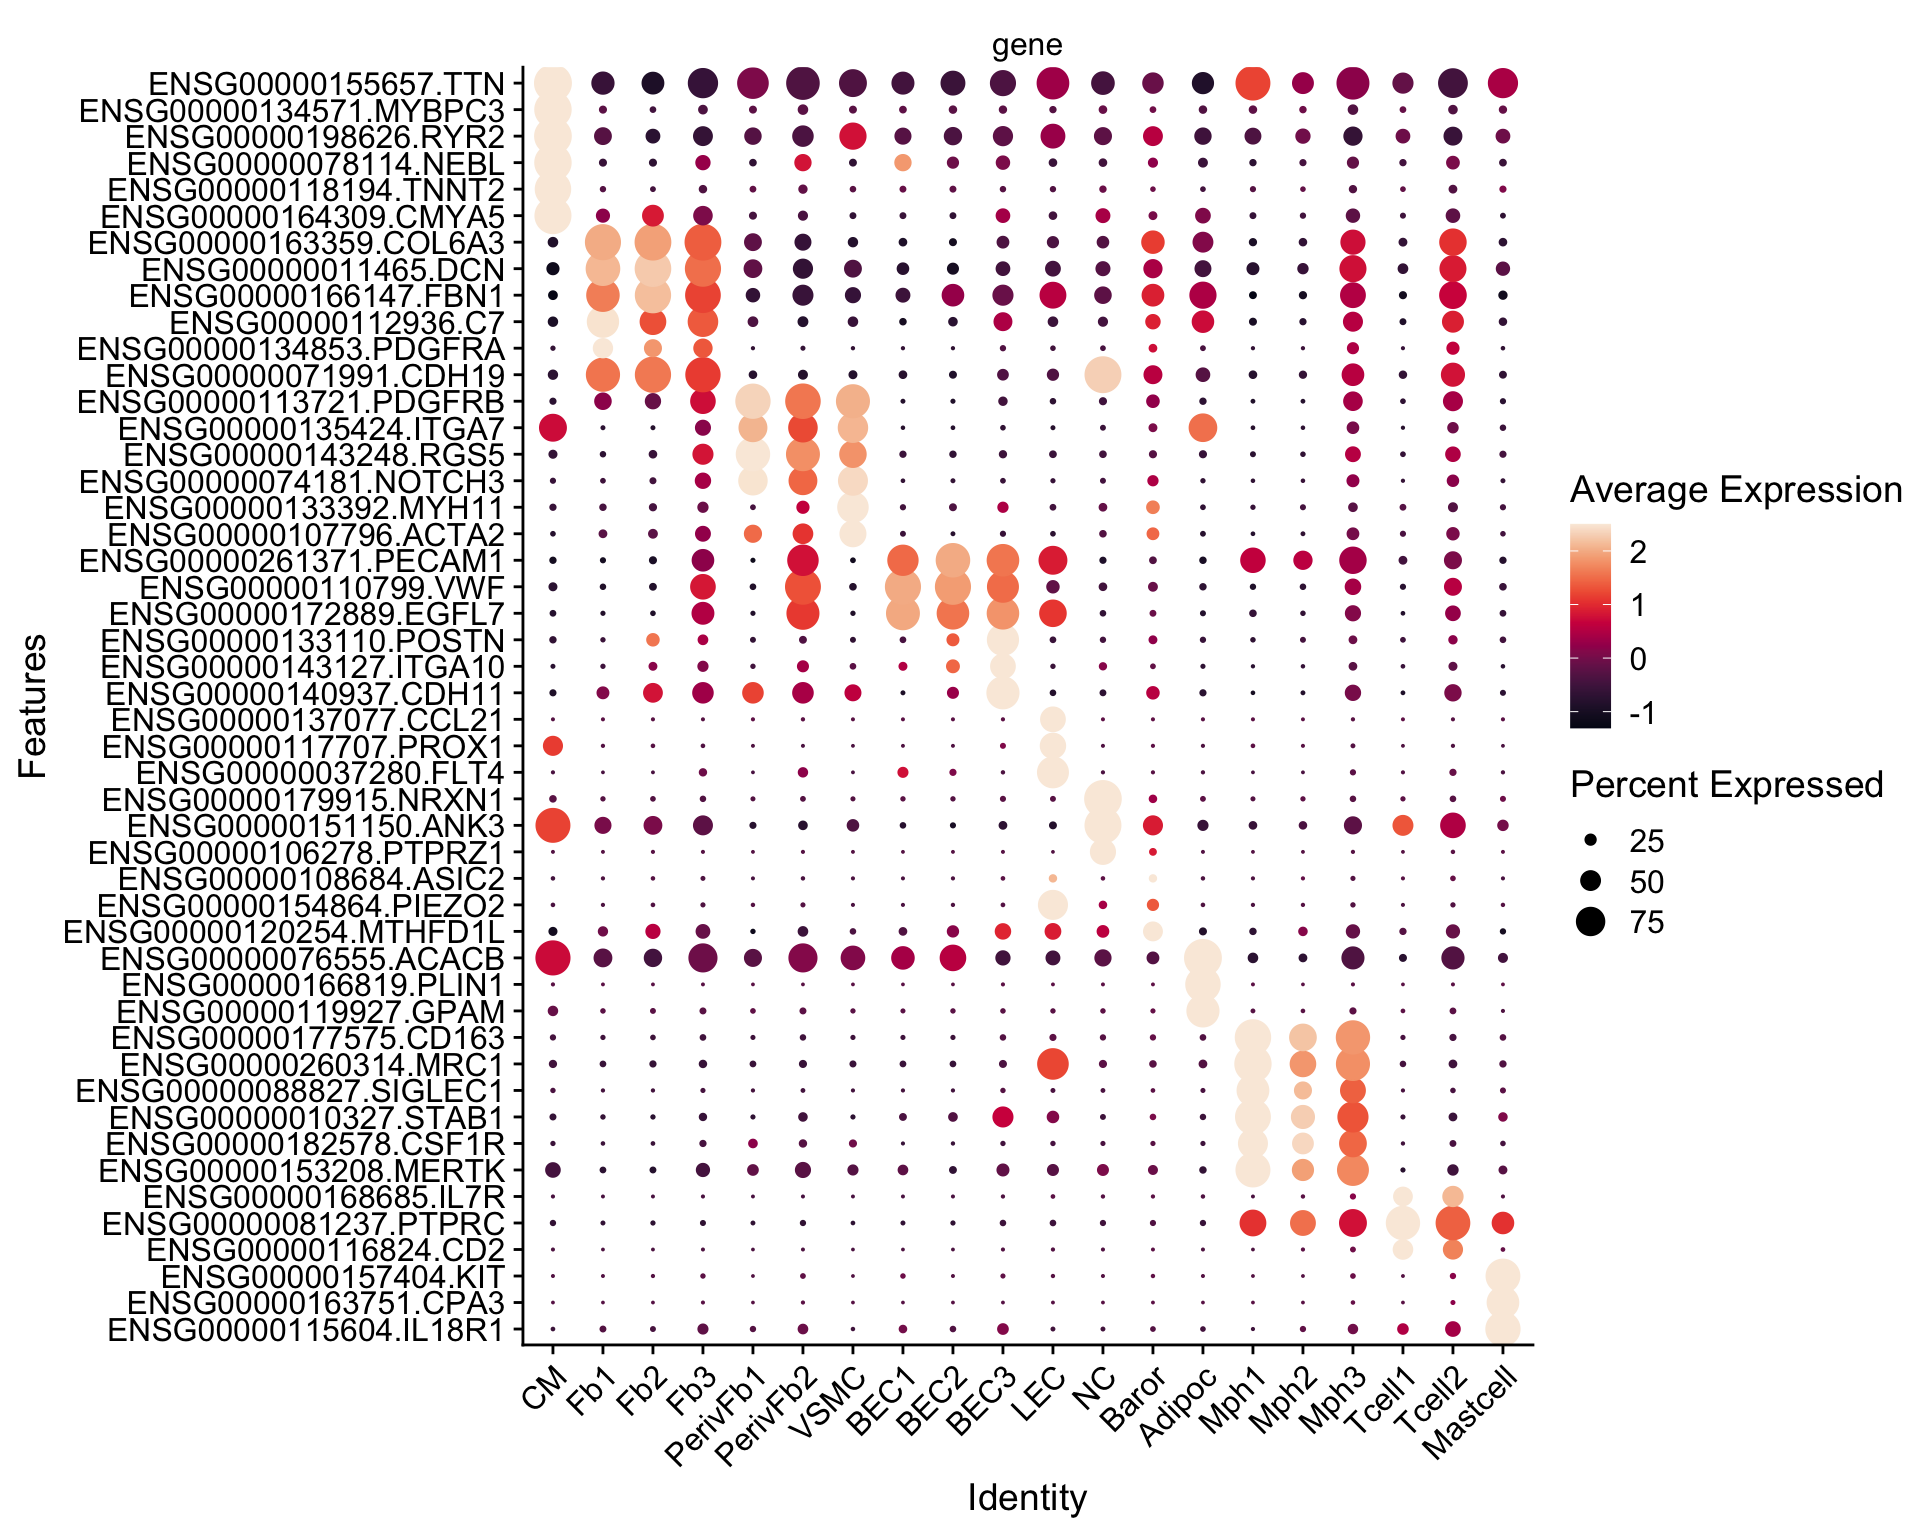 gene
ENSG00000155657.TTN
ENSG00000134571.MYBPC3
ENSG00000198626.RYR2
ENSG00000078114.NEBL
ENSG00000118194.TNNT2
ENSG00000164309.CMYA5
ENSG00000163359.COL6A3
ENSG00000011465.DCN
ENSG00000166147.FBN1
ENSG00000112936.C7
ENSG00000134853.PDGFRA
ENSG00000071991.CDH19
ENSG00000113721.PDGFRB
ENSG00000135424.ITGA7
ENSG00000143248.RGS5
ENSG00000074181.NOTCH3
ENSG00000133392.MYH11
ENSG00000107796.ACTA2
ENSG00000261371.PECAM1
ENSG00000110799.VWF
ENSG00000172889.EGFL7
ENSG00000133110.POSTN
ENSG00000143127.ITGA10
ENSG00000140937.CDH11
ENSG00000137077.CCL21
ENSG00000117707.PROX1
ENSG00000037280.FLT4
ENSG00000179915.NRXN1
ENSG00000151150.ANK3
ENSG00000106278.PTPRZ1
ENSG00000108684.ASIC2
ENSG00000154864.PIEZO2
ENSG00000120254.MTHFD1L
ENSG00000076555.ACACB
ENSG00000166819.PLIN1
ENSG00000119927.GPAM
ENSG00000177575.CD163
ENSG00000260314.MRC1
ENSG00000088827.SIGLEC1
ENSG00000010327.STAB1
ENSG00000182578.CSF1R
ENSG00000153208.MERTK
ENSG00000168685.IL7R
ENSG00000081237.PTPRC
ENSG00000116824.CD2
ENSG00000157404.KIT
ENSG00000163751.CPA3
ENSG00000115604.IL18R1
Features
CM
Fb1
Fb2
Fb3
PerivFb1
PerivFb2
VSMC
BEC1
BEC2
BEC3
LEC
NC
Baror
Adipoc
Mph1
Mph2
Mph3
Tcell1
Tcell2
Mastcell
Identity
Average Expression
2
1
0
-1
Percent Expressed
25
50
75